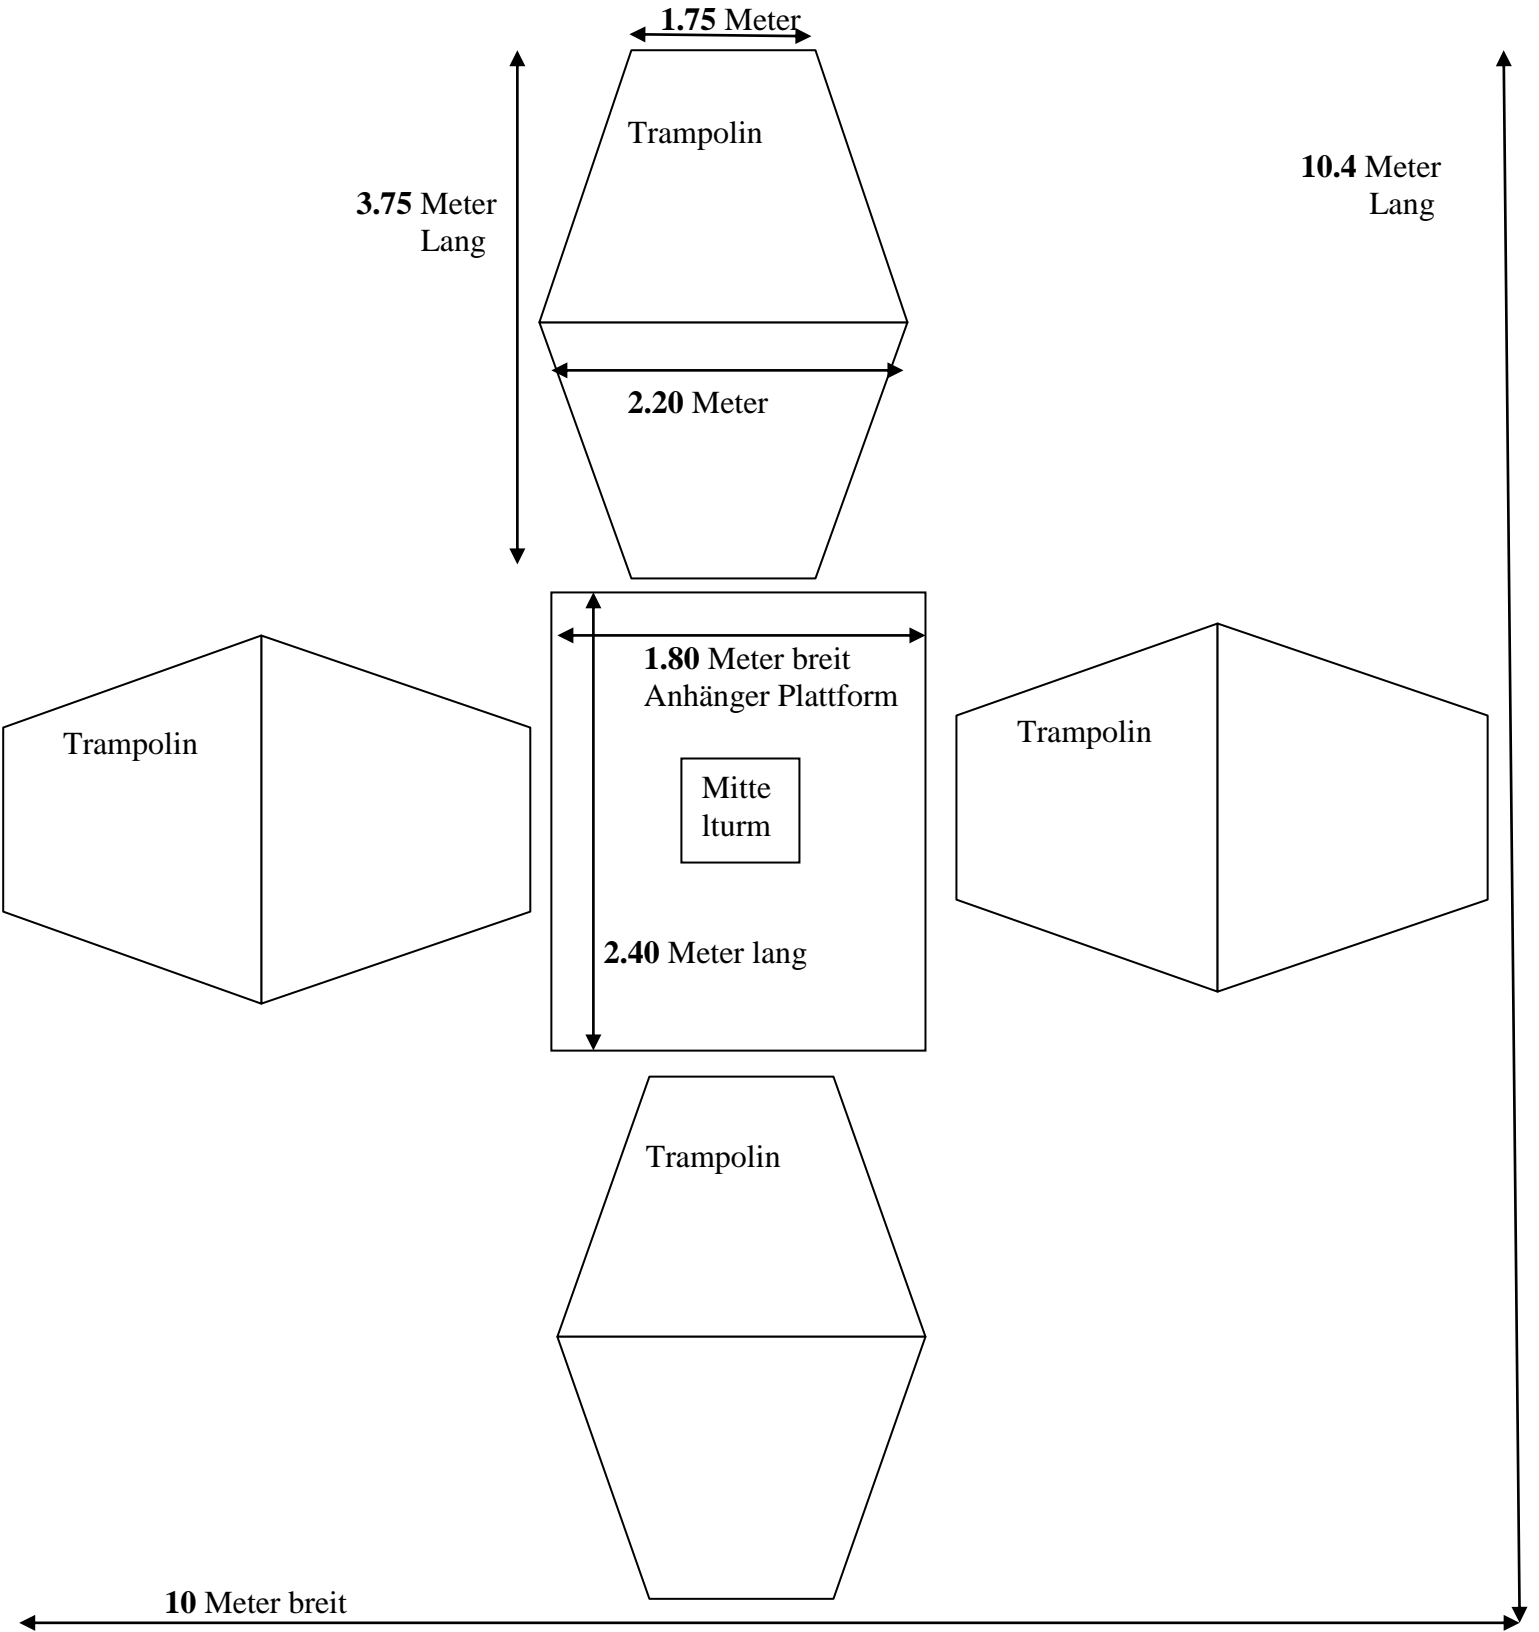 1.75 Meter
Trampolin
10.4 Meter
Lang
3.75 Meter
Lang
2.20 Meter
1.80 Meter breit
Anhänger Plattform
Trampolin
Trampolin
Mitte
lturm
2.40 Meter lang
Trampolin
10 Meter breit